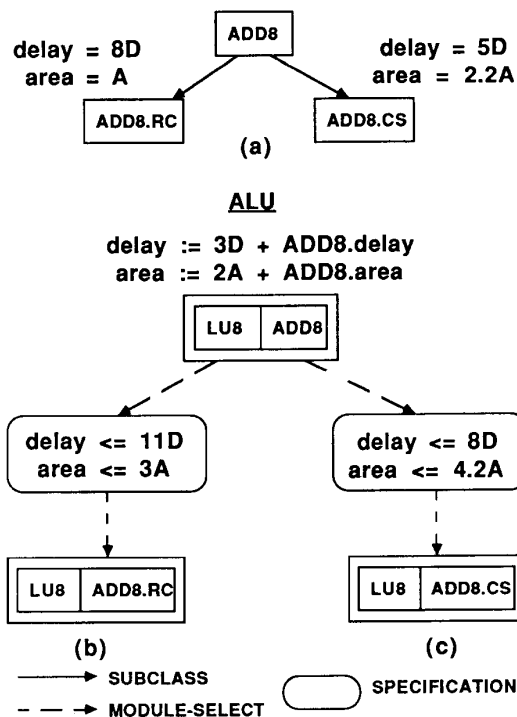 ADD8
delay = 8D
area = A
delay = 5D
area = 2.2A
ADD8.RC
ADD8.CS
(a)
ALU
delay := 3D + ADD8.delay
area := 2A + ADD8.area
LU8 ADD8
delay <= 11D
area <= 3A
delay <= 8D
area <= 4.2A
LU8 ADD8.RC
LU8 ADD8.CS
(b)
(c)
SUBCLASS
MODULE-SELECT
SPECIFICATION